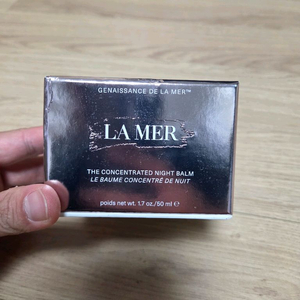 GENAISSANCE DE LA MER™
LA MER
THE CONCENTRATED NIGHT BALM
LE BAUME CONCENTRÉ DE NUIT
poids net wt. 1.7 oz./50 ml ℮